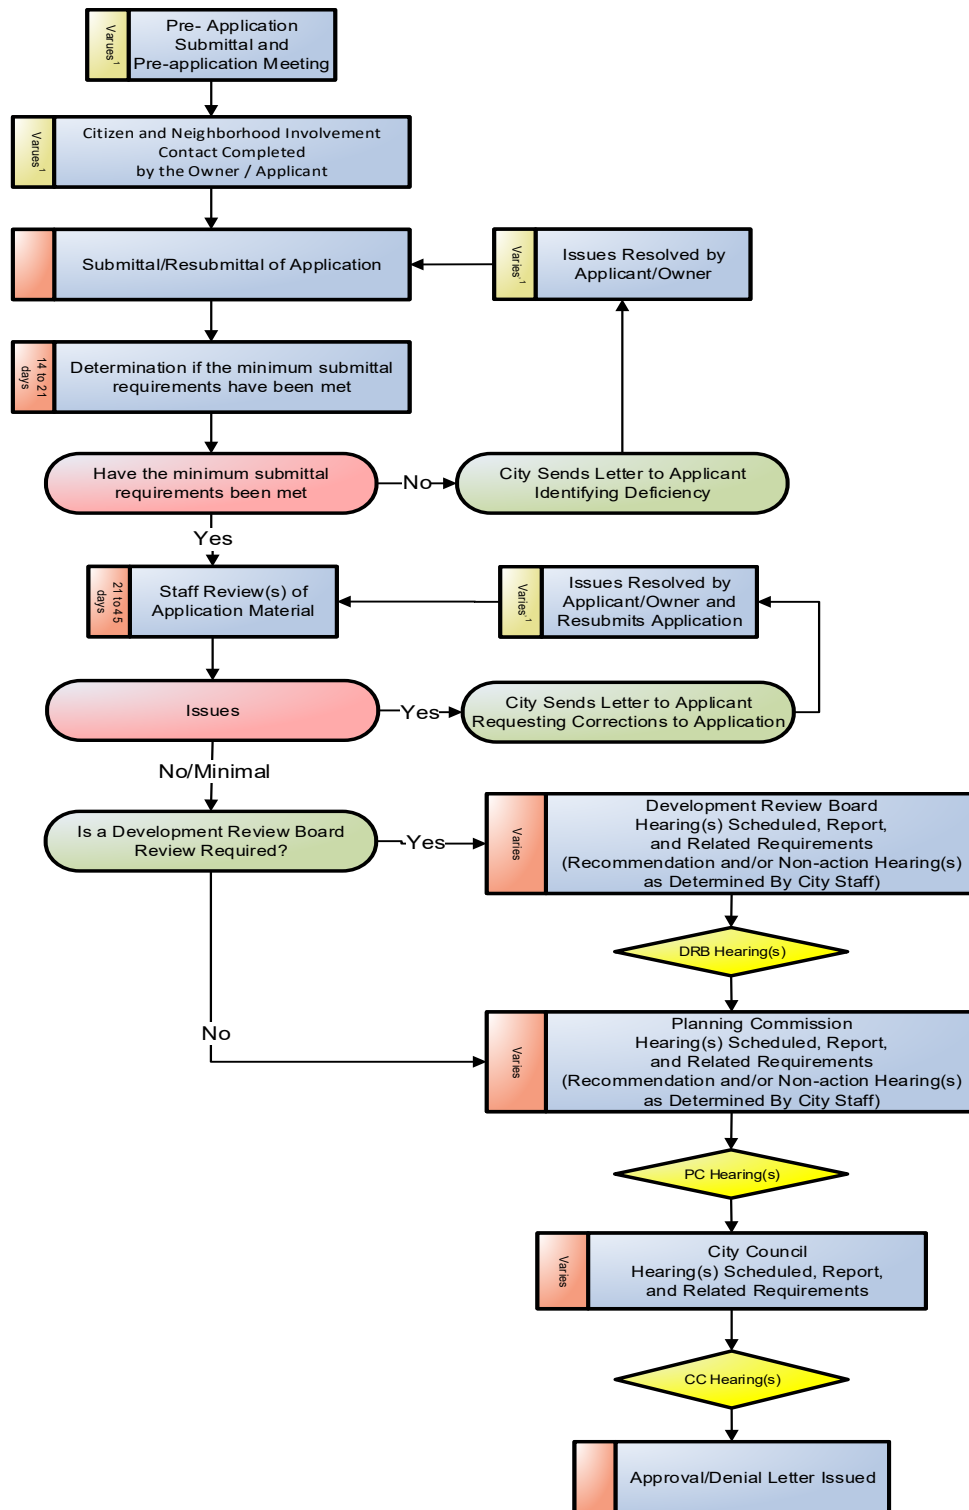 Varues¹
Pre- Application
Submittal and
Pre-application Meeting
Varues¹
Citizen and Neighborhood Involvement
Contact Completed
by the Owner / Applicant
Submittal/Resubmittal of Application
Varies·¹
Issues Resolved by
Applicant/Owner
14 to 21
days
Determination if the minimum submittal
requirements have been met
Have the minimum submittal
requirements been met
No
City Sends Letter to Applicant
Identifying Deficiency
Yes
21 to 45
days
Staff Review(s) of
Application Material
Varies·¹
Issues Resolved by
Applicant/Owner and
Resubmits Application
Issues
Yes
City Sends Letter to Applicant
Requesting Corrections to Application
No/Minimal
Is a Development Review Board
Review Required?
Yes
Varies
Development Review Board
Hearing(s) Scheduled, Report,
and Related Requirements
(Recommendation and/or Non-action Hearing(s)
as Determined By City Staff)
DRB Hearing(s)
No
Varies
Planning Commission
Hearing(s) Scheduled, Report,
and Related Requirements
(Recommendation and/or Non-action Hearing(s)
as Determined By City Staff)
PC Hearing(s)
Varies
City Council
Hearing(s) Scheduled, Report,
and Related Requirements
CC Hearing(s)
Approval/Denial Letter Issued